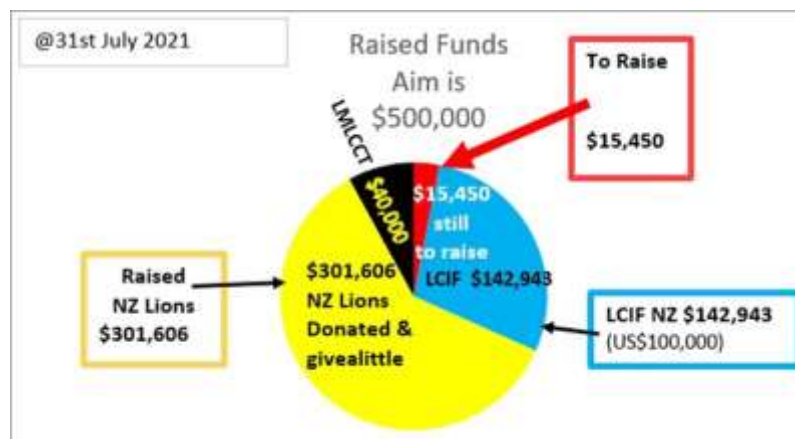 @31st July 2021
Raised Funds
Aim is
$500,000
To Raise
$15,450
LMLCCT
$40,000
$15,450
still
to raise
LCIF $142,943
$301,606
NZ Lions
Donated &
givealittle
Raised
NZ Lions
$301,606
LCIF NZ $142,943
(US$100,000)